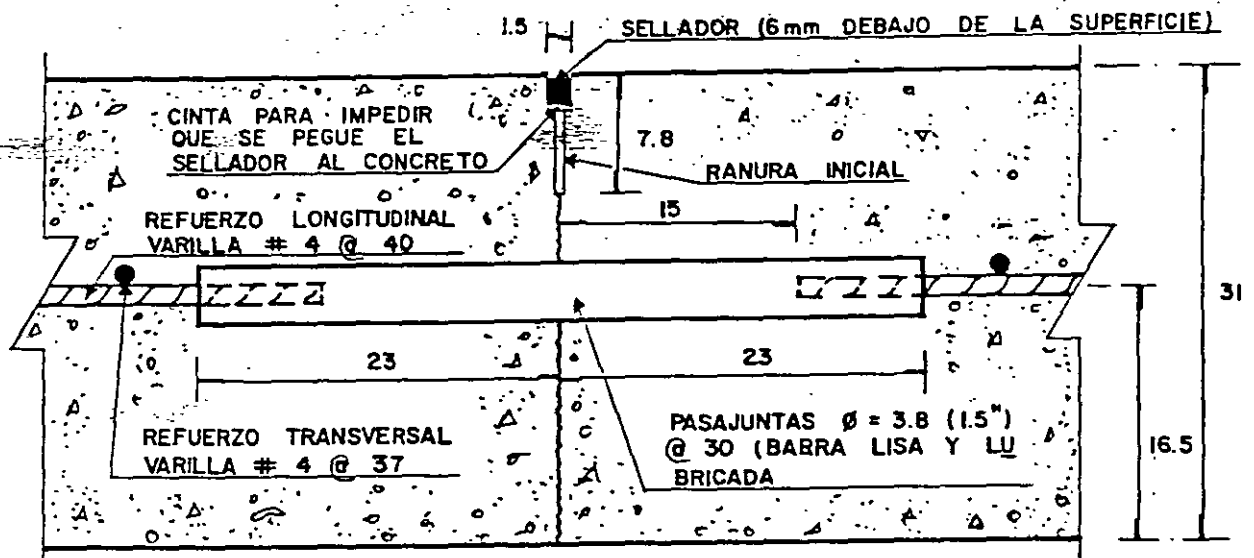 1.5
SELLADOR (6mm DEBAJO DE LA SUPERFICIE)
CINTA PARA IMPEDIR
QUE SE PEGUE EL
SELLADOR AL CONCRETO
7.8
RANURA INICIAL
15
REFUERZO LONGITUDINAL
VARILLA # 4 @ 40
31
23
23
REFUERZO TRANSVERSAL
VARILLA # 4 @ 37
PASAJUNTAS Ø = 3.8 (1.5")
@ 30 (BARRA LISA Y LU
BRICADA
16.5